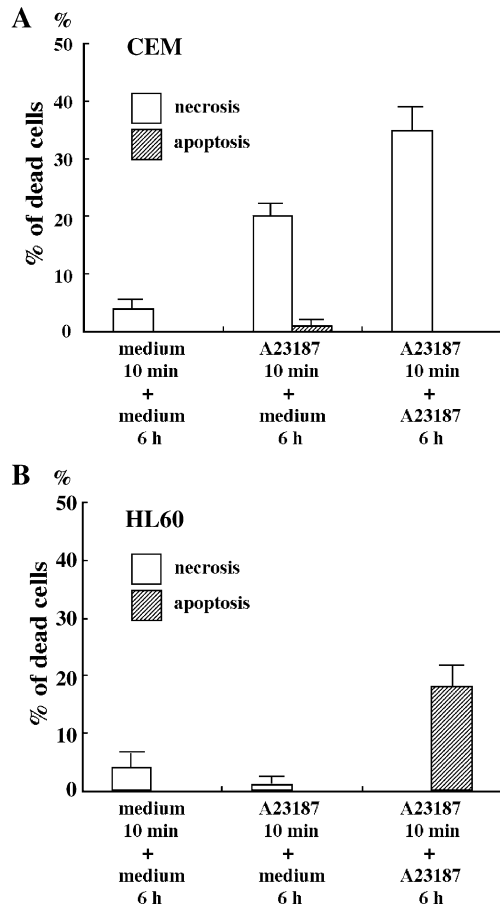 A
%
CEM
50
40
30
20
10
0
% of dead cells
necrosis
apoptosis
medium
10 min
+
medium
6 h
A23187
10 min
+
medium
6 h
A23187
10 min
+
A23187
6 h
B
%
HL60
50
40
30
20
10
0
% of dead cells
necrosis
apoptosis
medium
10 min
+
medium
6 h
A23187
10 min
+
medium
6 h
A23187
10 min
+
A23187
6 h